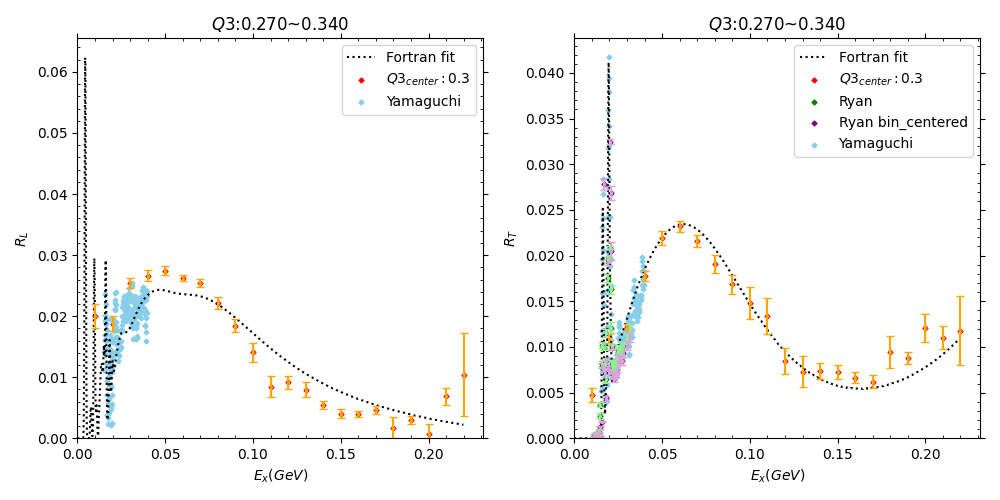 Q3:0.270~0.340
Fortran fit
Q3center : 0.3
Yamaguchi
0.06
0.05
0.04
0.03
0.02
0.01
0.00
RL
0.00 0.05 0.10 0.15 0.20
Ex(GeV)
Q3:0.270~0.340
Fortran fit
Q3center : 0.3
Ryan
Ryan bin_centered
Yamaguchi
0.040
0.035
0.030
0.025
0.020
0.015
0.010
0.005
0.000
RT
0.00 0.05 0.10 0.15 0.20
Ex(GeV)